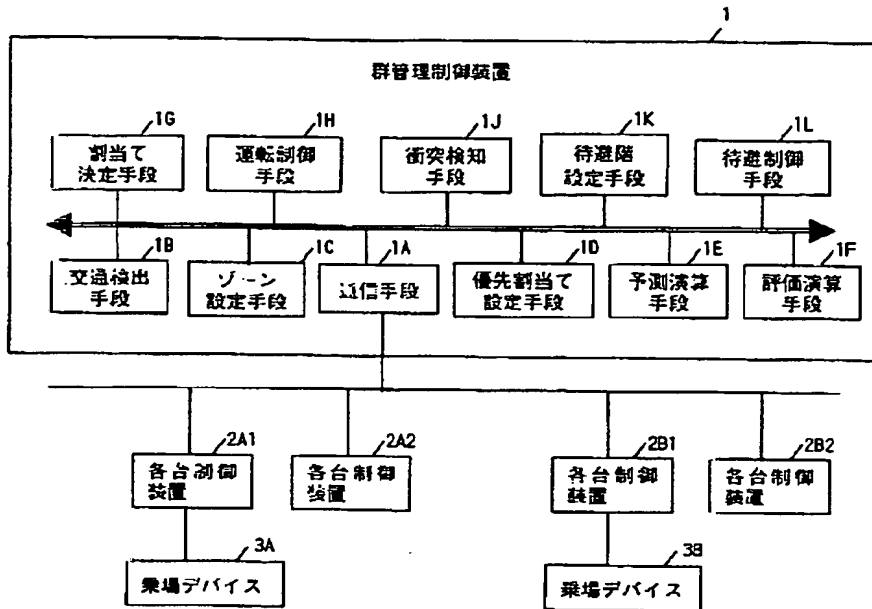 1
群管理制御装置
1G
1H
1J
1K
1L
割当て
決定手段
運転制御
手段
衝突検知
手段
待避階
設定手段
待避制御
手段
1B
1C
1A
1D
1E
1F
交通検出
手段
ゾーン
設定手段
通信手段
優先割当て
設定手段
予測演算
手段
評価演算
手段
2A1
2A2
2B1
2B2
各台制御
装置
各台制御
装置
各台制御
装置
各台制御
装置
3A
3B
乗場デバイス
乗場デバイス